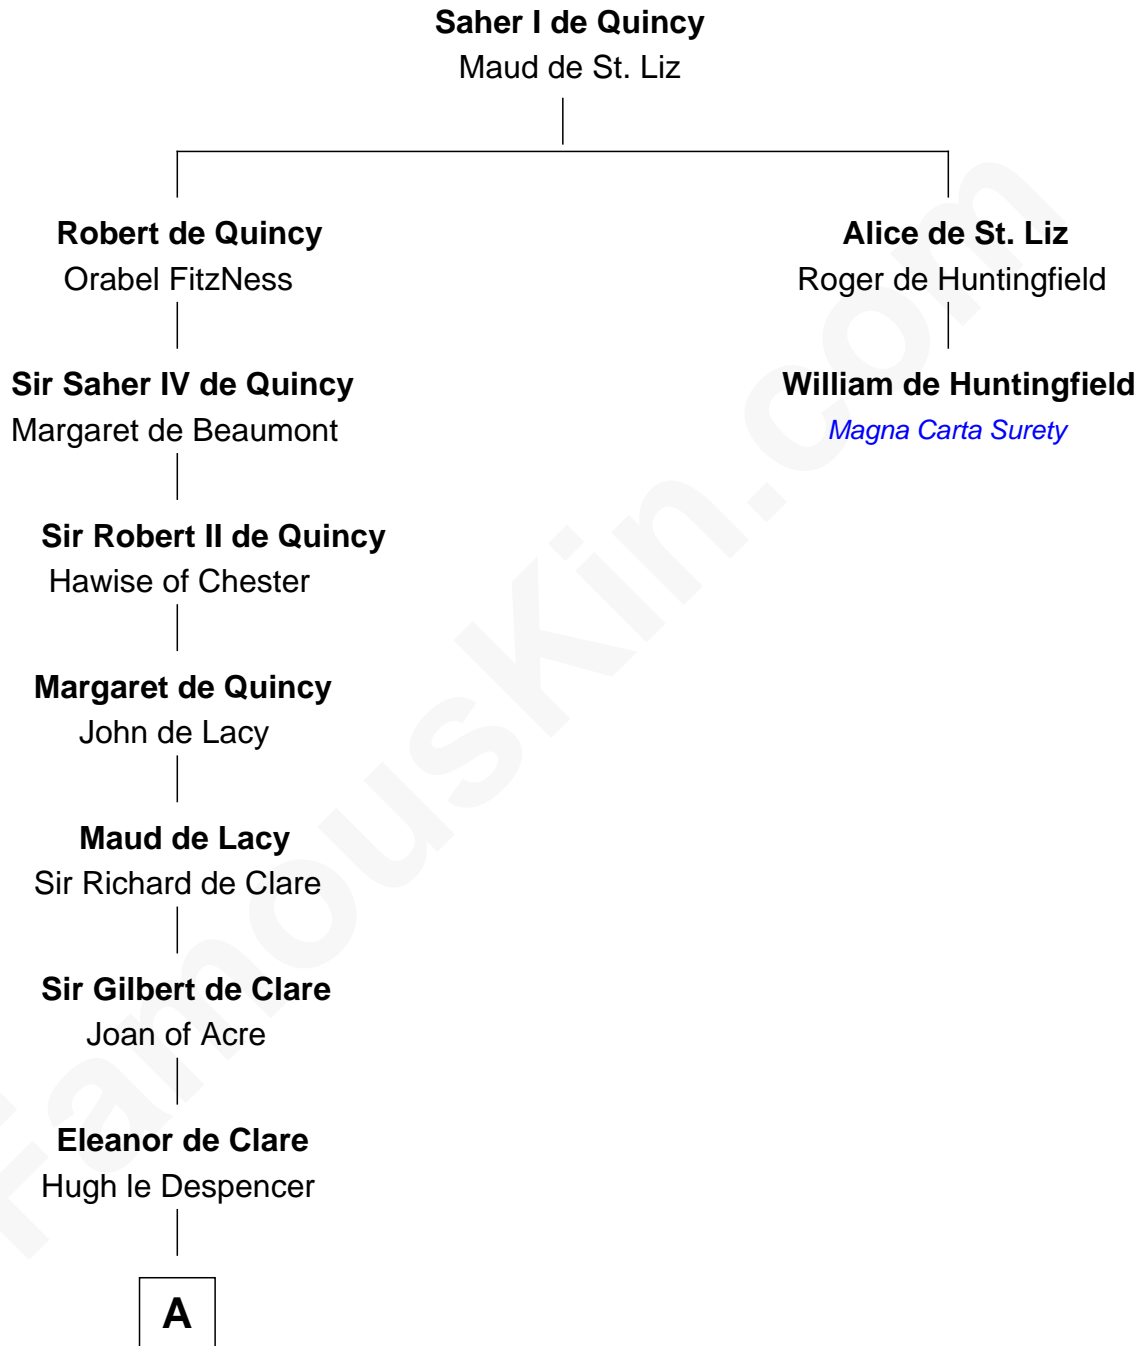 Saher I de Quincy
Maud de St. Liz
Robert de Quincy
Orabel FitzNess
Alice de St. Liz
Roger de Huntingfield
Sir Saher IV de Quincy
Margaret de Beaumont
William de Huntingfield
Magna Carta Surety
Sir Robert II de Quincy
Hawise of Chester
Margaret de Quincy
John de Lacy
Maud de Lacy
Sir Richard de Clare
Sir Gilbert de Clare
Joan of Acre
Eleanor de Clare
Hugh le Despencer
A
FamousKin.com